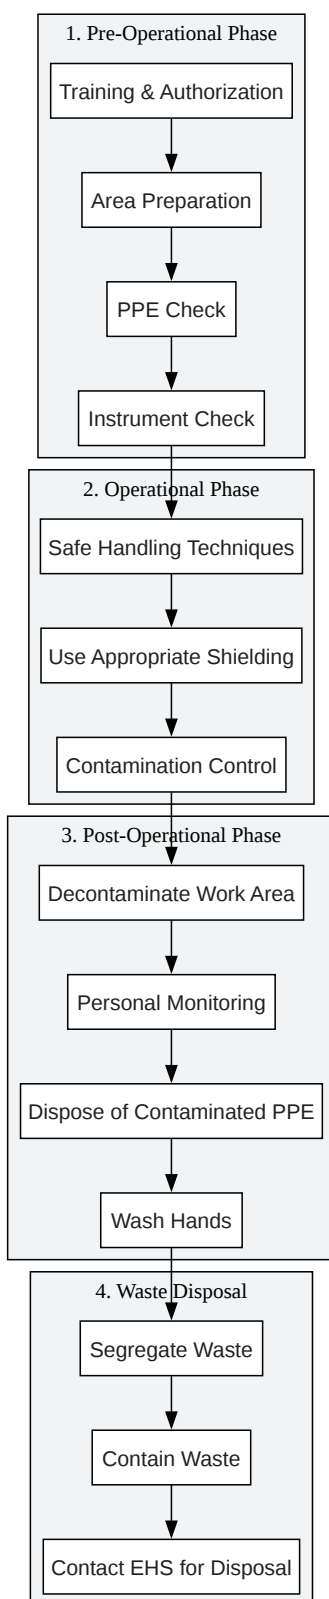 1. Pre-Operational Phase
Training & Authorization
Area Preparation
PPE Check
Instrument Check
2. Operational Phase
Safe Handling Techniques
Use Appropriate Shielding
Contamination Control
3. Post-Operational Phase
Decontaminate Work Area
Personal Monitoring
Dispose of Contaminated PPE
Wash Hands
4. Waste Disposal
Segregate Waste
Contain Waste
Contact EHS for Disposal